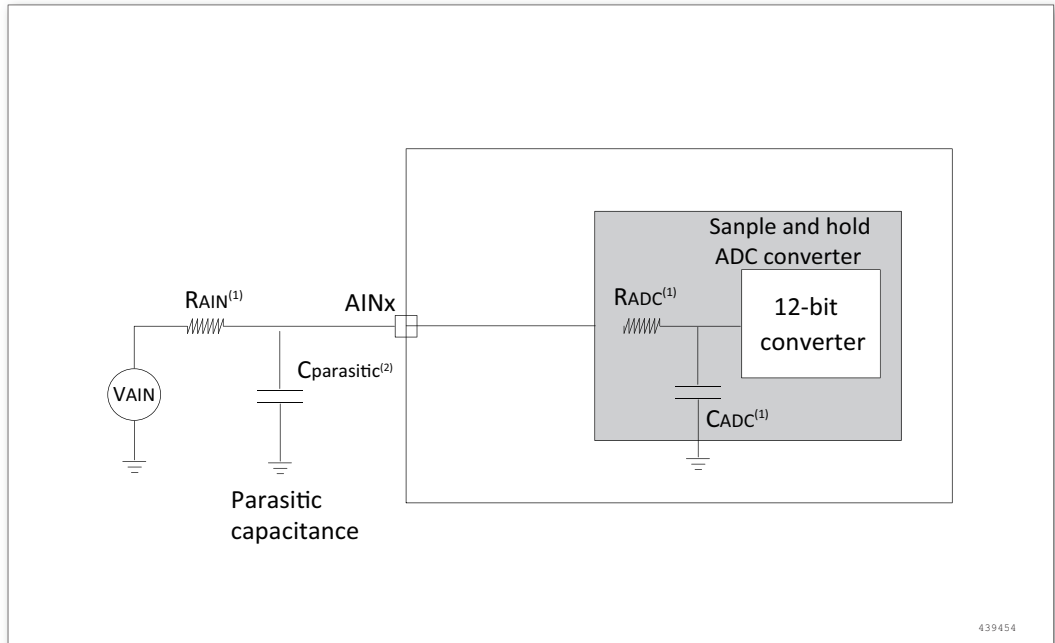 Sanple and hold
ADC converter
RAIN(1)
AINx
RADC(1)
12-bit
converter
Cparasitic(2)
VAIN
CADC(1)
Parasitic
capacitance
439454